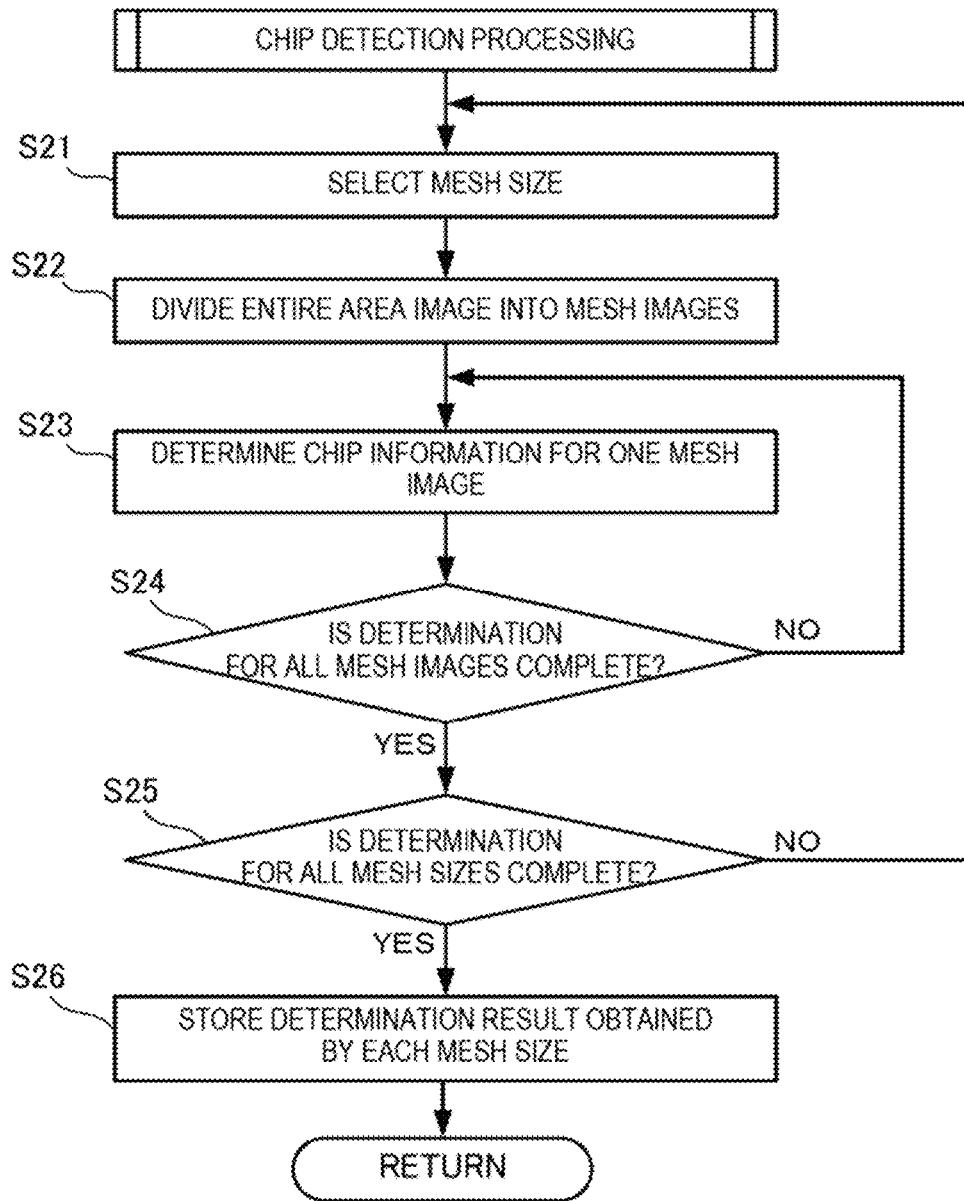 CHIP DETECTION PROCESSING
S21
SELECT MESH SIZE
S22
DIVIDE ENTIRE AREA IMAGE INTO MESH IMAGES
S23
DETERMINE CHIP INFORMATION FOR ONE MESH
IMAGE
S24
IS DETERMINATION
FOR ALL MESH IMAGES COMPLETE?
NO
YES
S25
IS DETERMINATION
FOR ALL MESH SIZES COMPLETE?
NO
YES
S26
STORE DETERMINATION RESULT OBTAINED
BY EACH MESH SIZE
RETURN